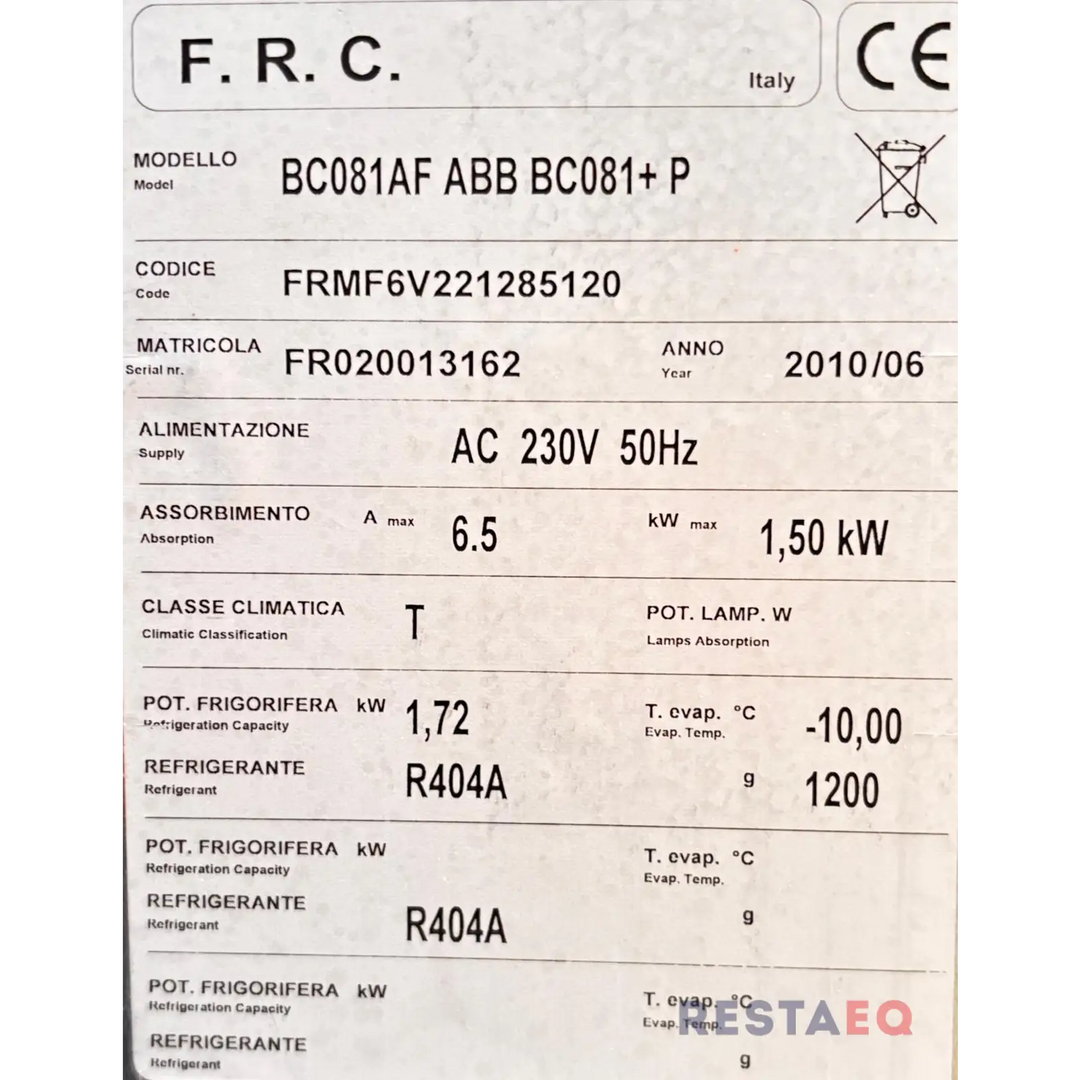 F. R. C. Italy CE
MODELLO BC081AF ABB BC081+ P
Model
CODICE FRMF6V221285120
Code
MATRICOLA FR020013162 ANNO 2010/06
Serial nr. Year
ALIMENTAZIONE AC 230V 50Hz
Supply
ASSORBIMENTO A max 6.5 kW max 1,50 kW
Absorption
CLASSE CLIMATICA T POT. LAMP. W
Climatic Classification Lamps Absorption
POT. FRIGORIFERA kW 1,72 T. evap. °C -10,00
Refrigeration Capacity Evap. Temp.
REFRIGERANTE R404A g 1200
Refrigerant
POT. FRIGORIFERA kW T. evap. °C
Refrigeration Capacity Evap. Temp.
REFRIGERANTE R404A g
Refrigerant
POT. FRIGORIFERA kW T. evap. °C
Refrigeration Capacity Evap. Temp.
RESTAEQ
REFRIGERANTE g
Refrigerant